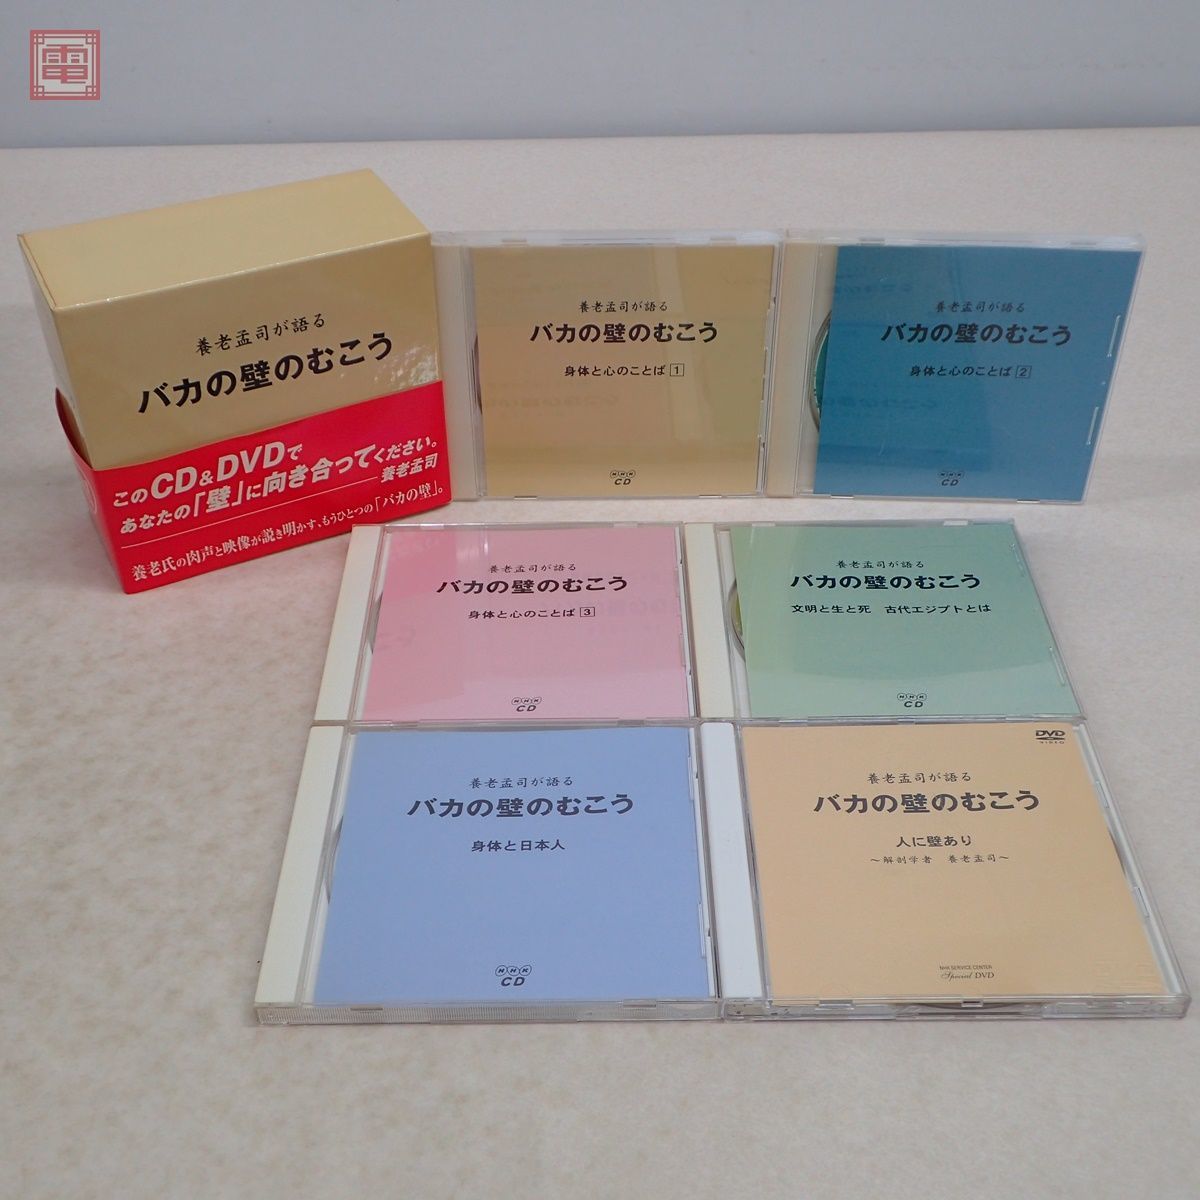 電
養老孟司が語る
バカの壁のむこう
このCD&DVDで
あなたの「壁」に向き合ってください。
養老孟司
養老氏の肉声と映像が説き明かす、もうひとつの「バカの壁」。
養老孟司が語る
バカの壁のむこう
身体と心のことば 1
NHK
CD
養老孟司が語る
バカの壁のむこう
身体と心のことば 2
NHK
CD
養老孟司が語る
バカの壁のむこう
身体と心のことば 3
NHK
CD
養老孟司が語る
バカの壁のむこう
文明と生と死 古代エジプトとは
NHK
CD
養老孟司が語る
バカの壁のむこう
身体と日本人
NHK
CD
DVD
VIDEO
養老孟司が語る
バカの壁のむこう
人に壁あり
〜解剖学者 養老孟司〜
NHK SERVICE CENTER
Special DVD